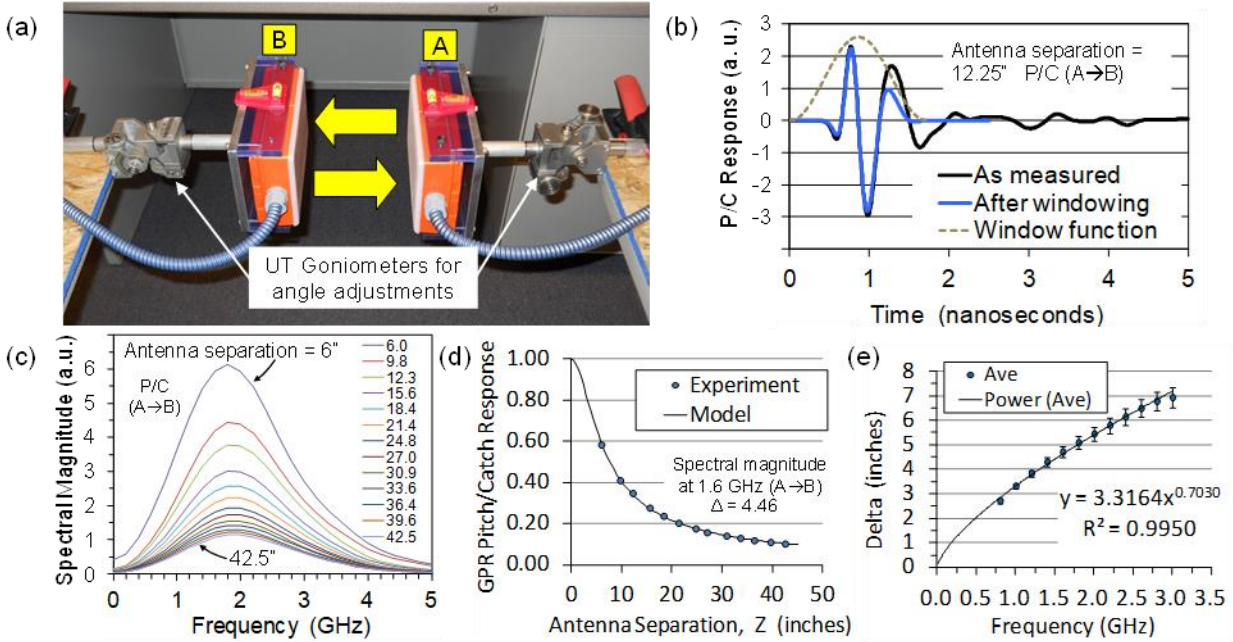 (a)
B
A
UT Goniometers for
angle adjustments
(b)
P/C Response (a. u.)
3
2
1
0
-1
-2
-3
Antenna separation =
12.25" P/C (A→B)
As measured
After windowing
Window function
0
1
2
3
4
5
Time (nanoseconds)
(c)
Spectral Magnitude (a.u.)
6
5
4
3
2
1
0
Antenna separation = 6"
P/C
(A→B)
42.5"
6.0
9.8
12.3
15.6
18.4
21.4
24.8
27.0
30.9
33.6
36.4
39.6
42.5
0
1
2
3
4
5
Frequency (GHz)
(d)
GPR Pitch/Catch Response
1.00
0.80
0.60
0.40
0.20
0.00
Experiment
Model
Spectral magnitude
at 1.6 GHz (A→B)
Δ = 4.46
0
10
20
30
40
50
Antenna Separation, Z (inches)
(e)
Delta (inches)
8
7
6
5
4
3
2
1
0
Ave
Power (Ave)
y = 3.3164x^0.7030
R² = 0.9950
0.0
0.5
1.0
1.5
2.0
2.5
3.0
3.5
Frequency (GHz)